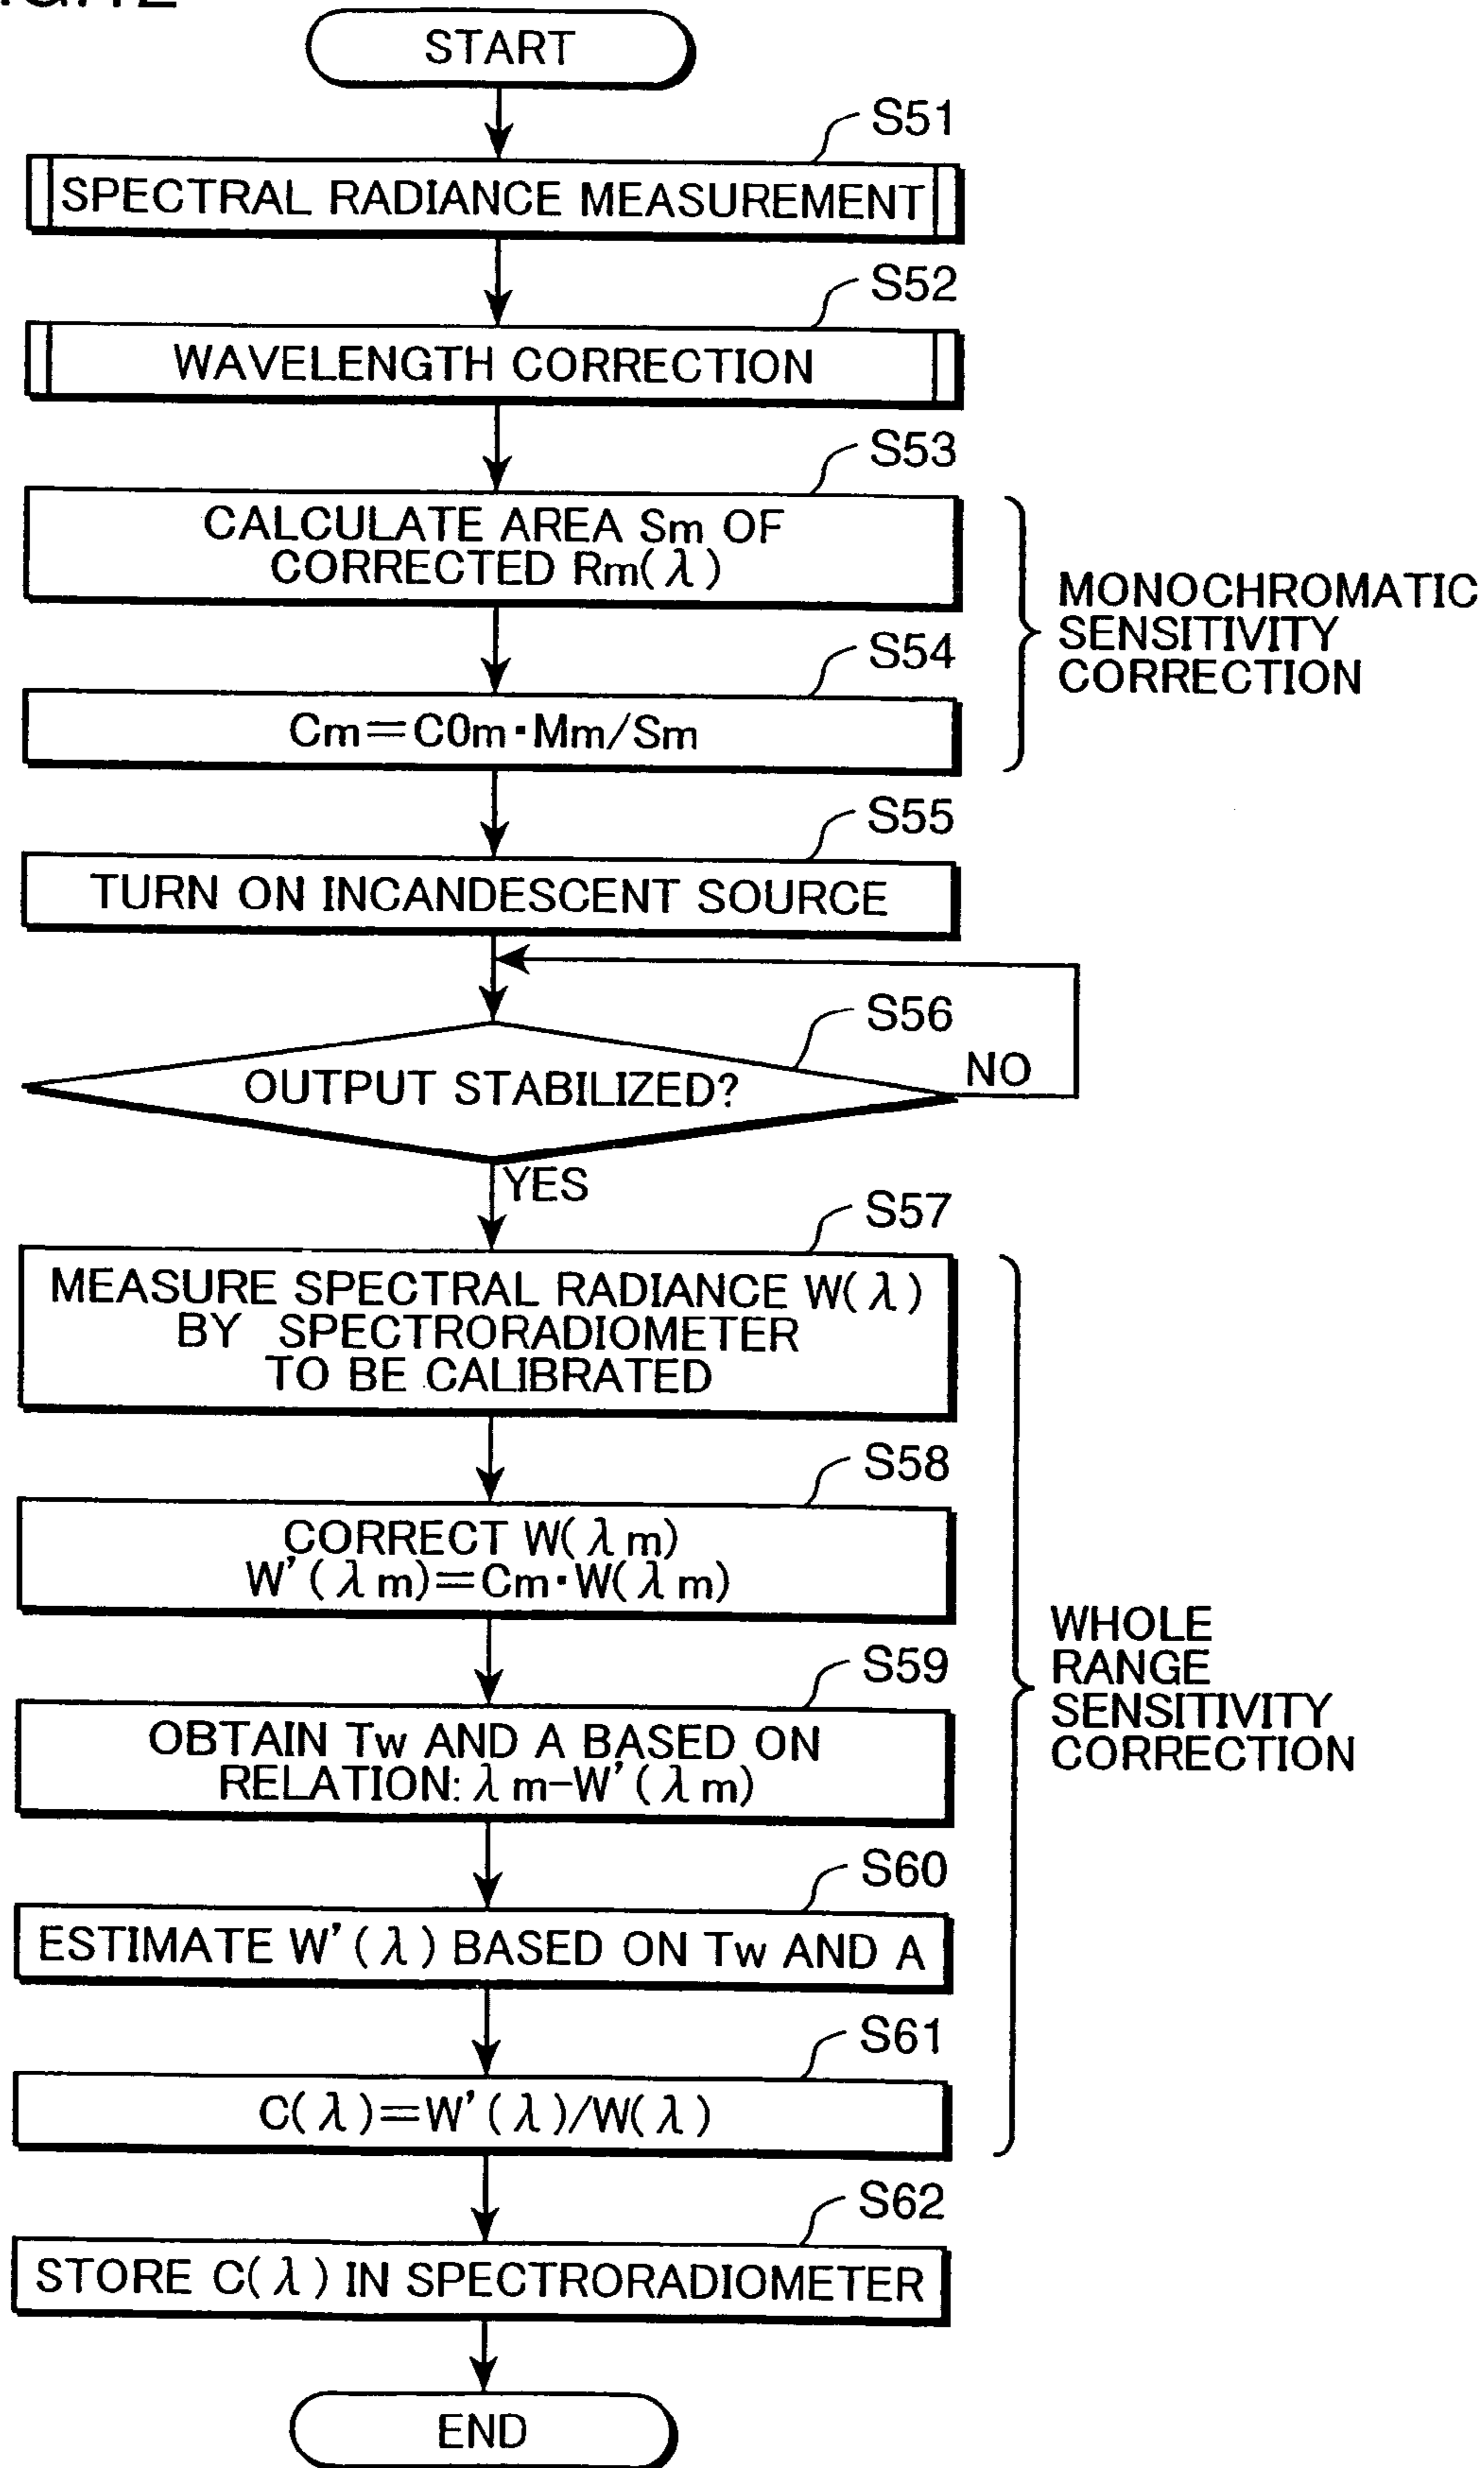 START
S51
SPECTRAL RADIANCE MEASUREMENT
S52
WAVELENGTH CORRECTION
S53
CALCULATE AREA Sm OF
CORRECTED Rm(λ)
MONOCHROMATIC
SENSITIVITY
CORRECTION
S54
Cm=C0m·Mm/Sm
S55
TURN ON INCANDESCENT SOURCE
S56
OUTPUT STABILIZED?
NO
YES
S57
MEASURE SPECTRAL RADIANCE W(λ)
BY SPECTRORADIOMETER
TO BE CALIBRATED
S58
CORRECT W(λm)
W'(λm)=Cm·W(λm)
WHOLE
RANGE
SENSITIVITY
CORRECTION
S59
OBTAIN Tw AND A BASED ON
RELATION: λm-W'(λm)
S60
ESTIMATE W'(λ) BASED ON Tw AND A
S61
C(λ)=W'(λ)/W(λ)
S62
STORE C(λ) IN SPECTRORADIOMETER
END